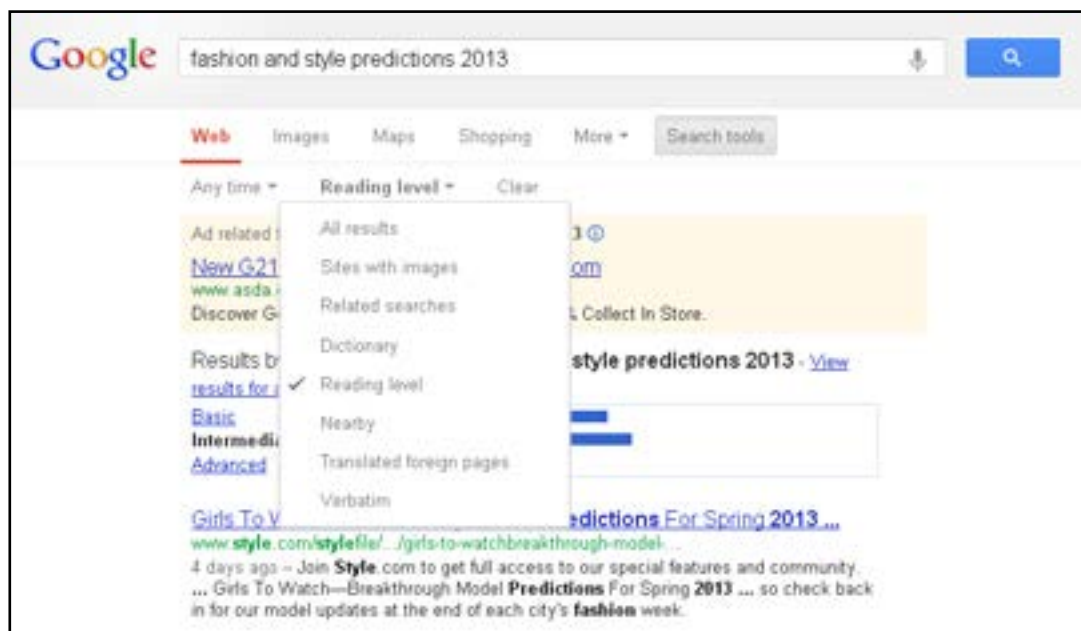 Google fashion and style predictions 2013
Web Images Maps Shopping More Search tools
Any time Reading level Clear
All results
Sites with images
Related searches
Dictionary
Reading level
Nearby
Translated foreign pages
Verbatim
Ad related 3
New G21 om
www.asda.
Discover G & Collect In Store.
Results b style predictions 2013 - View
results for a
Basic
Intermedi
Advanced
Girls To W edictions For Spring 2013 ...
www.style.com/stylefile/.../girls-to-watchbreakthrough-model-...
4 days ago – Join Style.com to get full access to our special features and community.
... Girls To Watch—Breakthrough Model Predictions For Spring 2013 ... so check back
in for our model updates at the end of each city's fashion week.